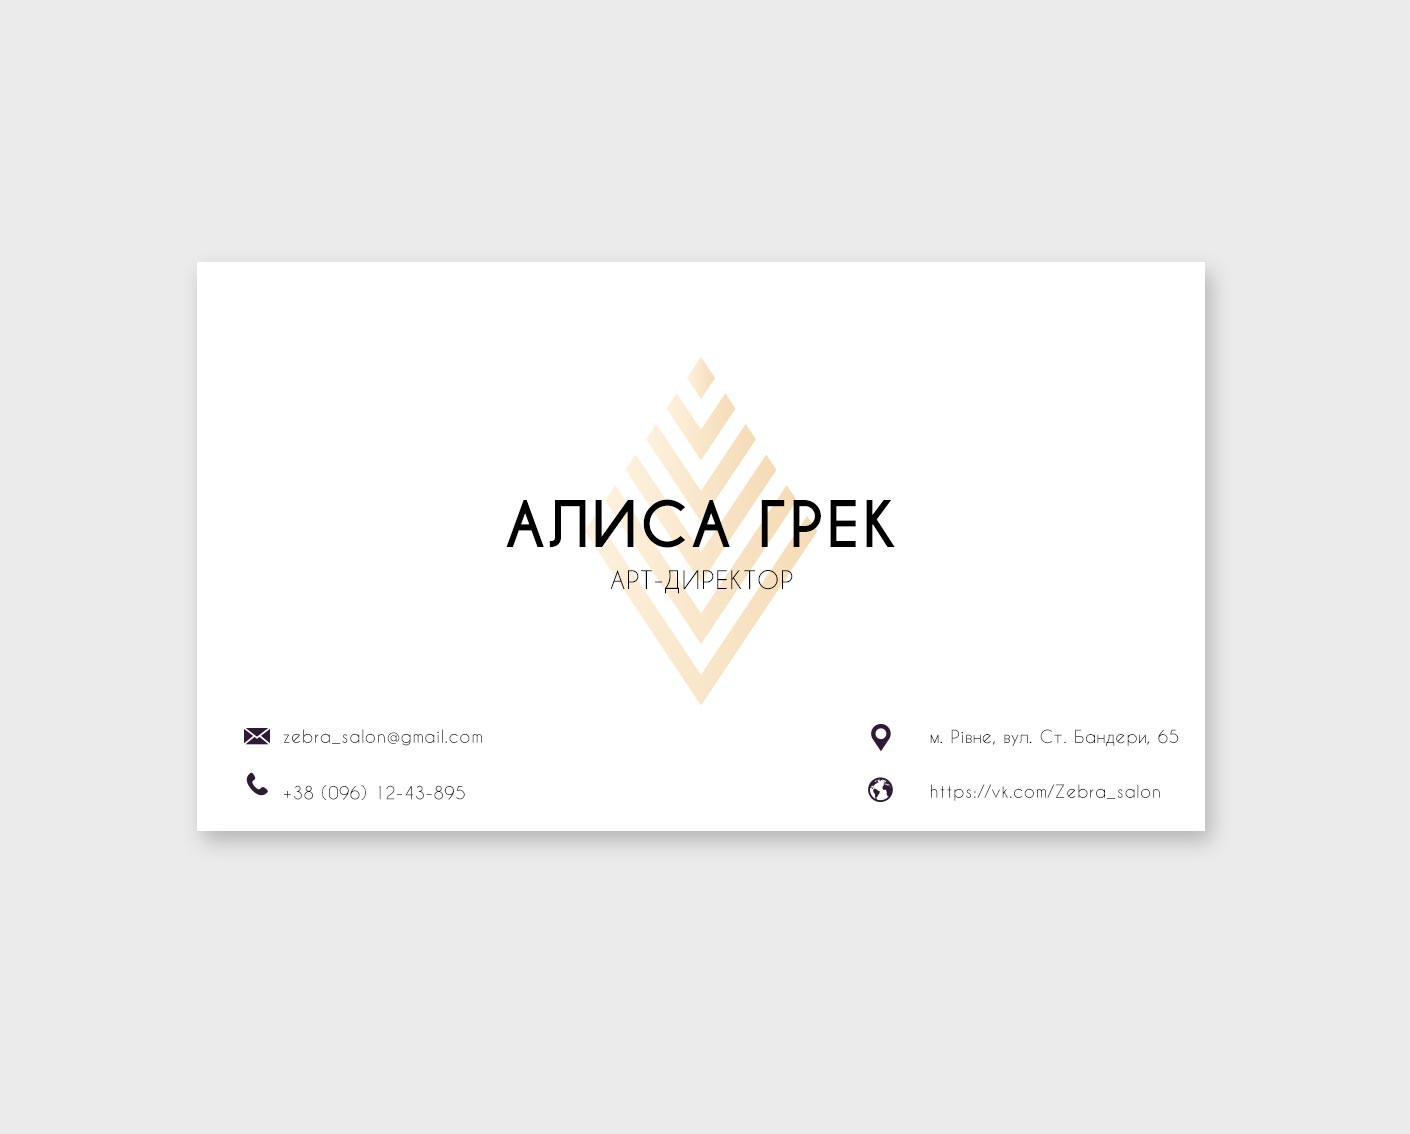 АЛИСА ГРЕК
АРТ-ДИРЕКТОР
zebra_salon@gmail.com
+38 (096) 12-43-895
м. Рівне, вул. Ст. Бандери, 65
https://vk.com/Zebra_salon